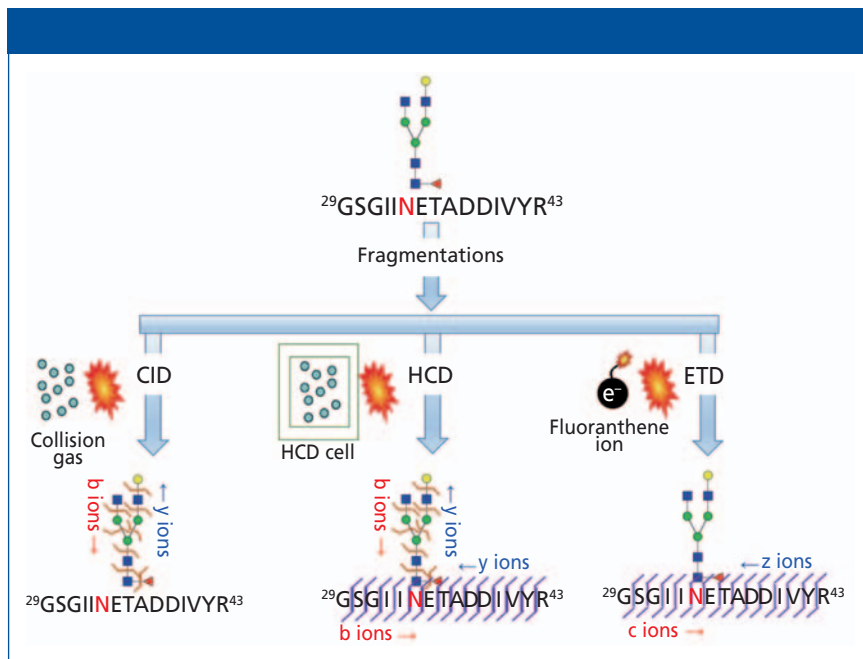 ²⁹GSGIINETADDIVYR⁴³
Fragmentations
CID
HCD
ETD
Collision
gas
HCD cell
e⁻
Fluoranthene
ion
b ions →
← y ions
b ions →
← y ions
←y ions
←z ions
²⁹GSGIINETADDIVYR⁴³
²⁹GSGIINETADDIVYR⁴³
²⁹GSGIINETADDIVYR⁴³
b ions →
c ions →